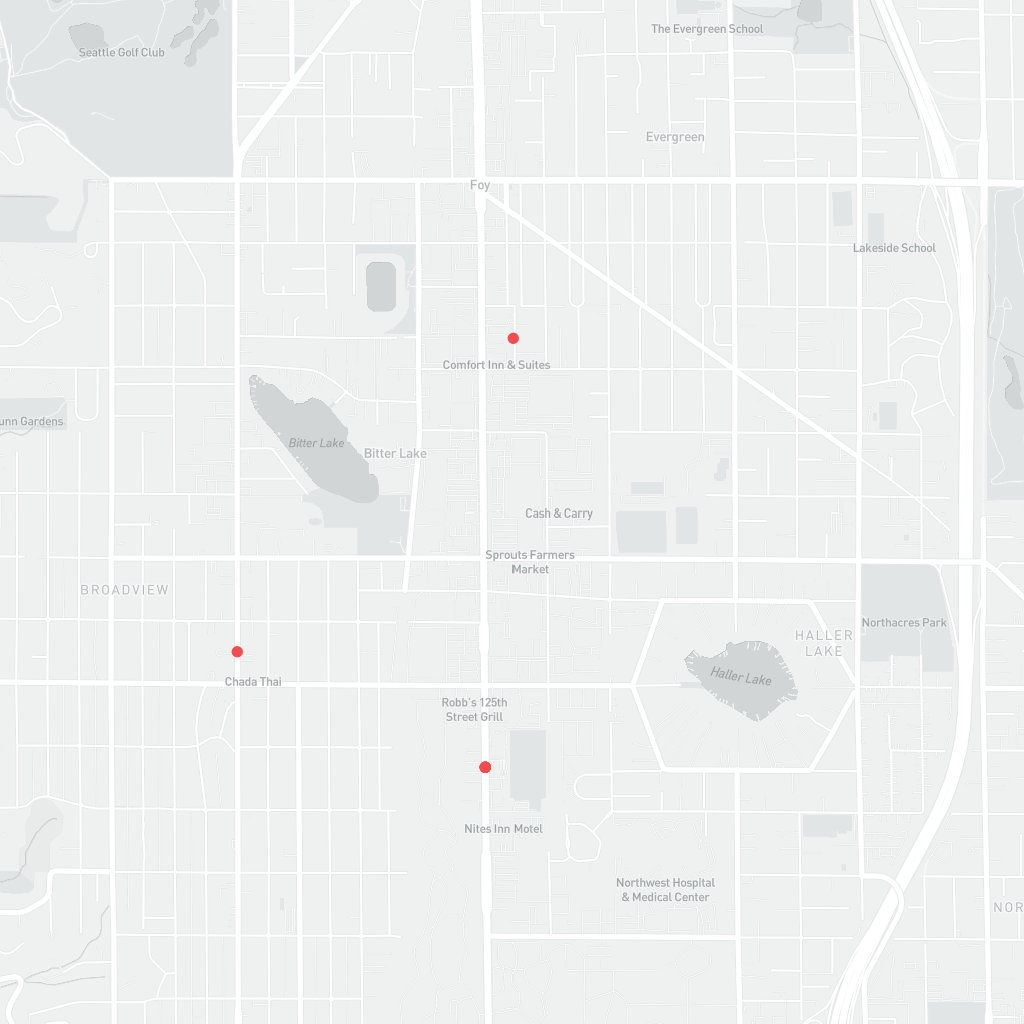 The Evergreen School
Seattle Golf Club
Evergreen
Foy
Lakeside School
Comfort Inn & Suites
unn Gardens
Bitter Lake
Bitter Lake
Cash & Carry
Sprouts Farmers
Market
BROADVIEW
Northacres Park
HALLER
LAKE
Haller Lake
Chada Thai
Robb's 125th
Street Grill
Nites Inn Motel
Northwest Hospital
& Medical Center
NOR